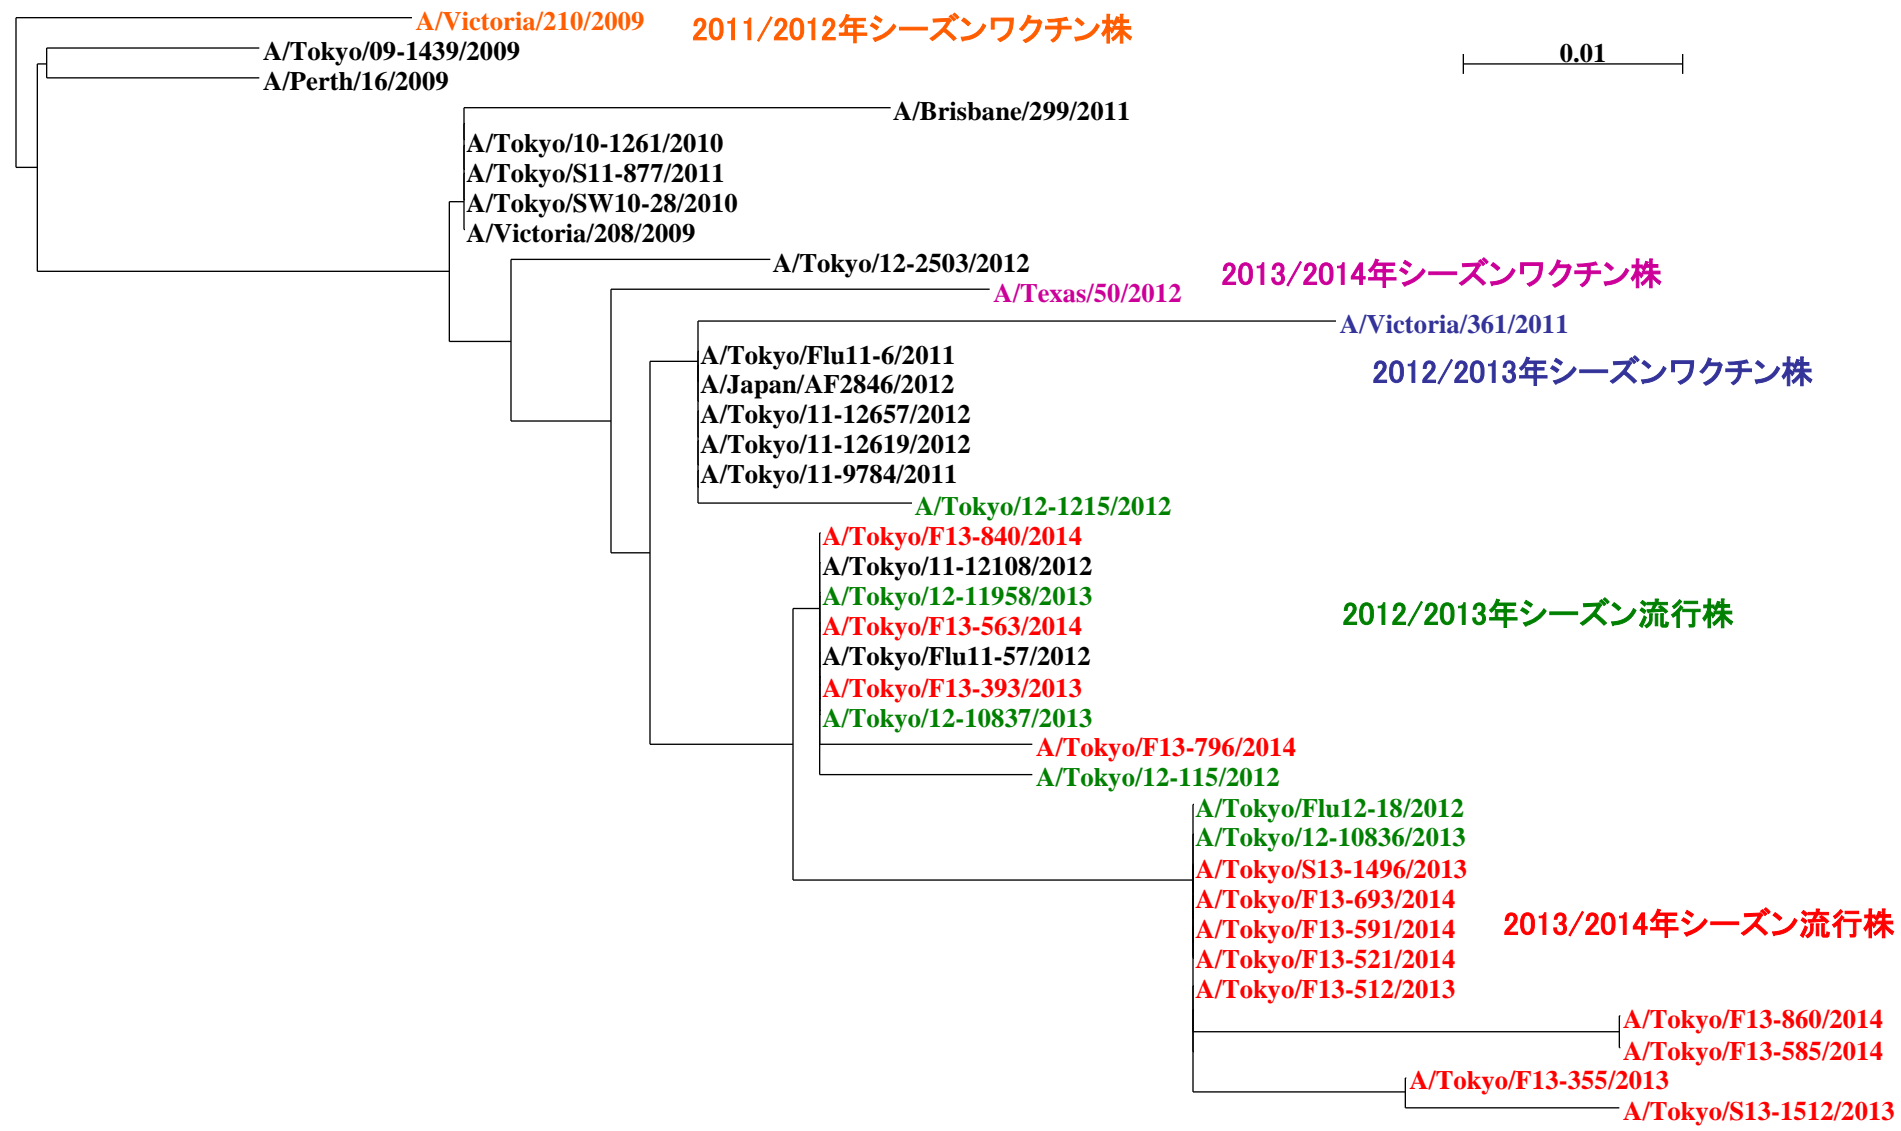 A/Victoria/210/2009
2011/2012年シーズンワクチン株
A/Tokyo/09-1439/2009
0.01
A/Perth/16/2009
A/Brisbane/299/2011
A/Tokyo/10-1261/2010
A/Tokyo/S11-877/2011
A/Tokyo/SW10-28/2010
A/Victoria/208/2009
A/Tokyo/12-2503/2012
2013/2014年シーズンワクチン株
A/Texas/50/2012
A/Victoria/361/2011
A/Tokyo/Flu11-6/2011
2012/2013年シーズンワクチン株
A/Japan/AF2846/2012
A/Tokyo/11-12657/2012
A/Tokyo/11-12619/2012
A/Tokyo/11-9784/2011
A/Tokyo/12-1215/2012
A/Tokyo/F13-840/2014
A/Tokyo/11-12108/2012
A/Tokyo/12-11958/2013
2012/2013年シーズン流行株
A/Tokyo/F13-563/2014
A/Tokyo/Flu11-57/2012
A/Tokyo/F13-393/2013
A/Tokyo/12-10837/2013
A/Tokyo/F13-796/2014
A/Tokyo/12-115/2012
A/Tokyo/Flu12-18/2012
A/Tokyo/12-10836/2013
A/Tokyo/S13-1496/2013
A/Tokyo/F13-693/2014
A/Tokyo/F13-591/2014
2013/2014年シーズン流行株
A/Tokyo/F13-521/2014
A/Tokyo/F13-512/2013
A/Tokyo/F13-860/2014
A/Tokyo/F13-585/2014
A/Tokyo/F13-355/2013
A/Tokyo/S13-1512/2013